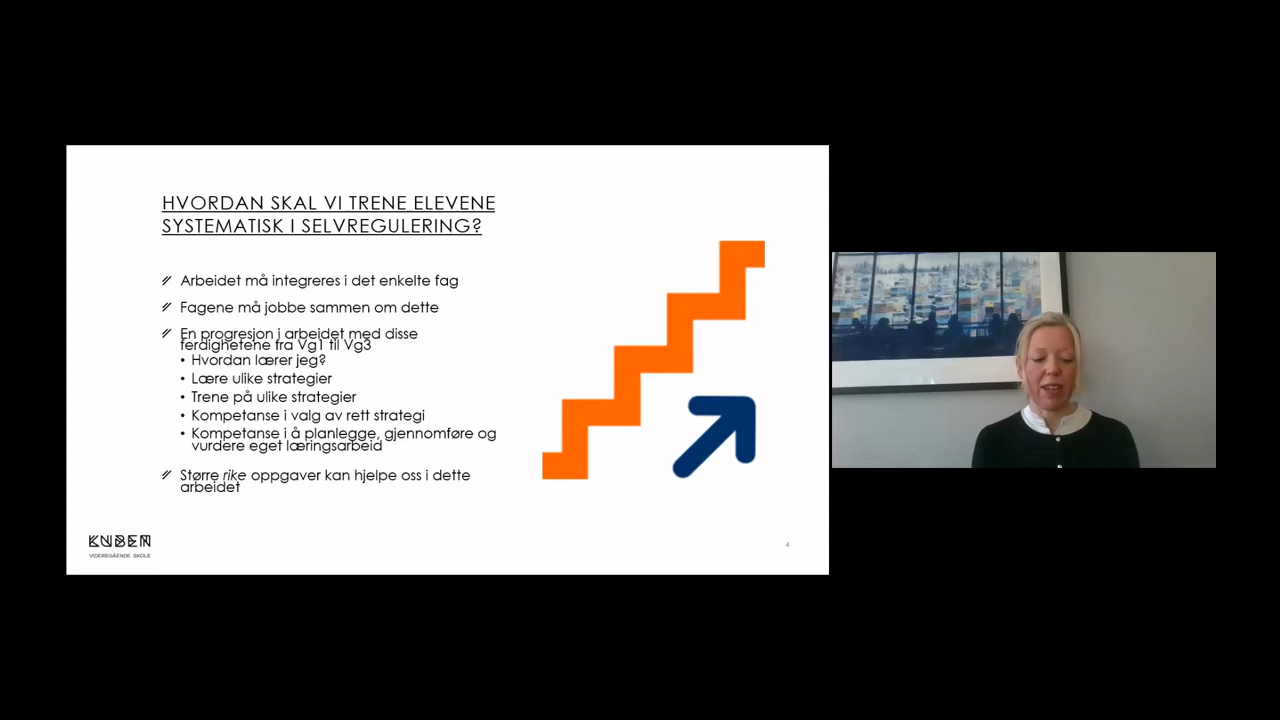 HVORDAN SKAL VI TRENE ELEVENE
SYSTEMATISK I SELVREGULERING?
Arbeidet må integreres i det enkelte fag
Fagene må jobbe sammen om dette
En progresjon i arbeidet med disse
ferdighetene fra Vg1 til Vg3
• Hvordan lærer jeg?
• Lære ulike strategier
• Trene på ulike strategier
• Kompetanse i valg av rett strategi
• Kompetanse i å planlegge, gjennomføre og
vurdere eget læringsarbeid
Større rike oppgaver kan hjelpe oss i dette
arbeidet
KUBEN
VIDEREGÅENDE SKOLE
4